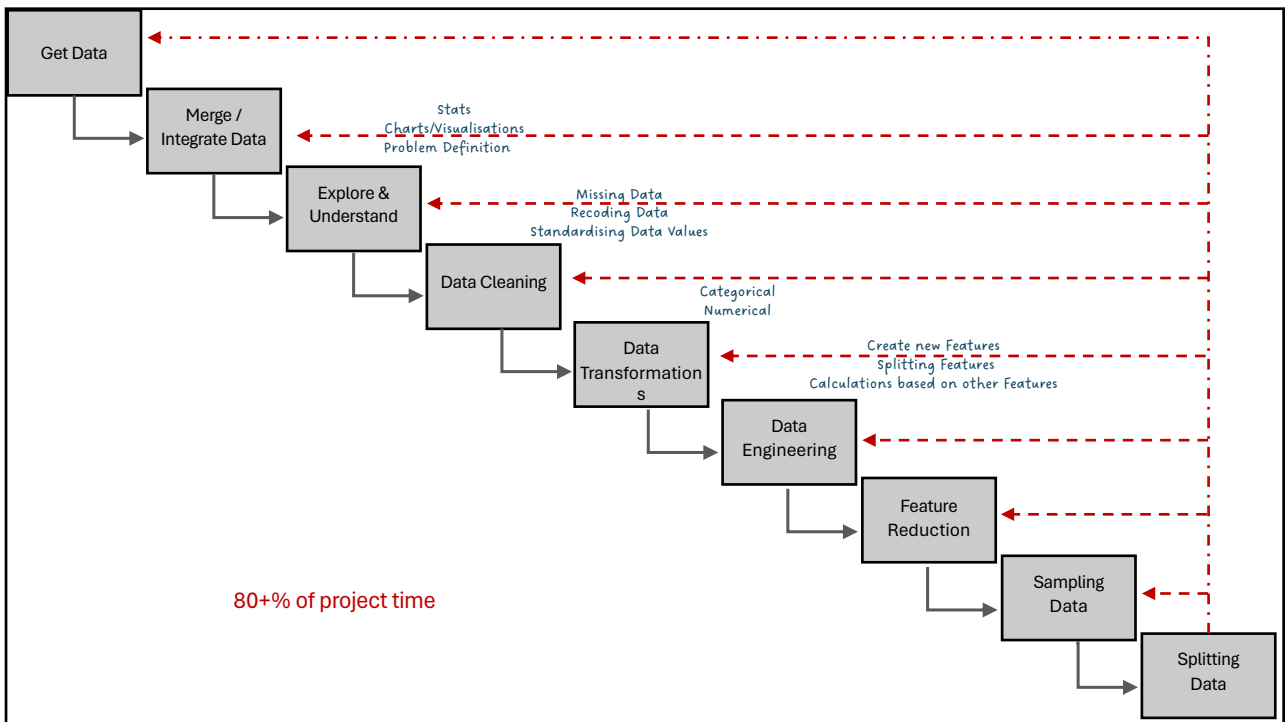 Get Data
Merge /
Integrate Data
Stats
Charts/Visualisations
Problem Definition
Explore &
Understand
Missing Data
Recoding Data
Standardising Data Values
Data Cleaning
Categorical
Numerical
Data
Transformation
s
Create new Features
Splitting Features
Calculations based on other Features
Data
Engineering
Feature
Reduction
80+% of project time
Sampling
Data
Splitting
Data